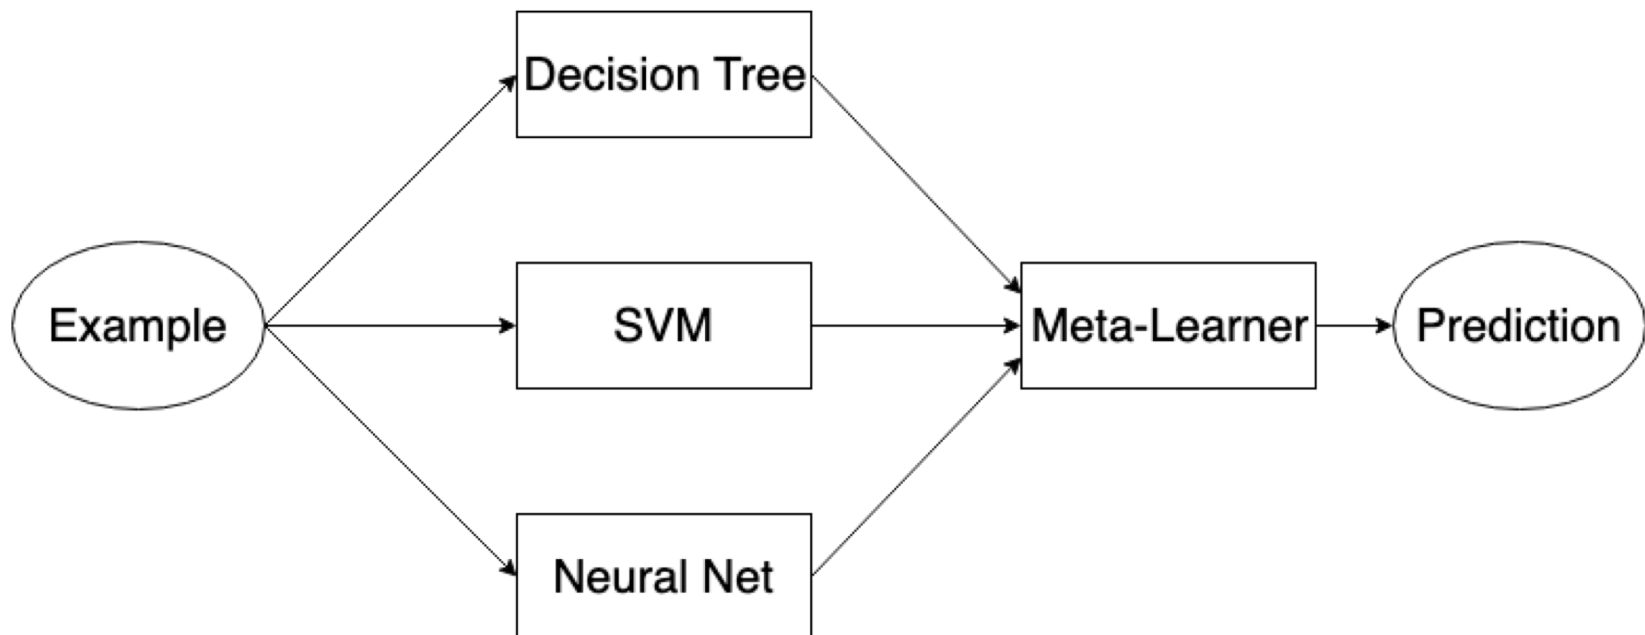 Decision Tree
Example
SVM
Meta-Learner
Prediction
Neural Net